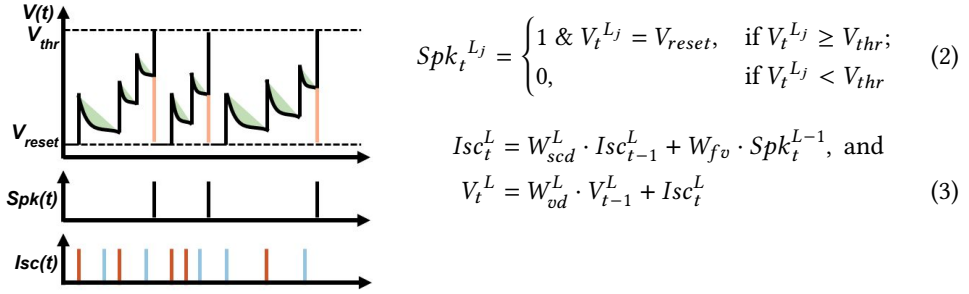 V(t)
V_thr
V_reset
Spk(t)
Isc(t)
Spk_t^{L_j} = { 1 & V_t^{L_j} = V_reset, if V_t^{L_j} ≥ V_thr;
0, if V_t^{L_j} < V_thr (2)
Isc_t^L = W_scd^L · Isc_{t-1}^L + W_fv · Spk_t^{L-1}, and
V_t^L = W_vd^L · V_{t-1}^L + Isc_t^L (3)